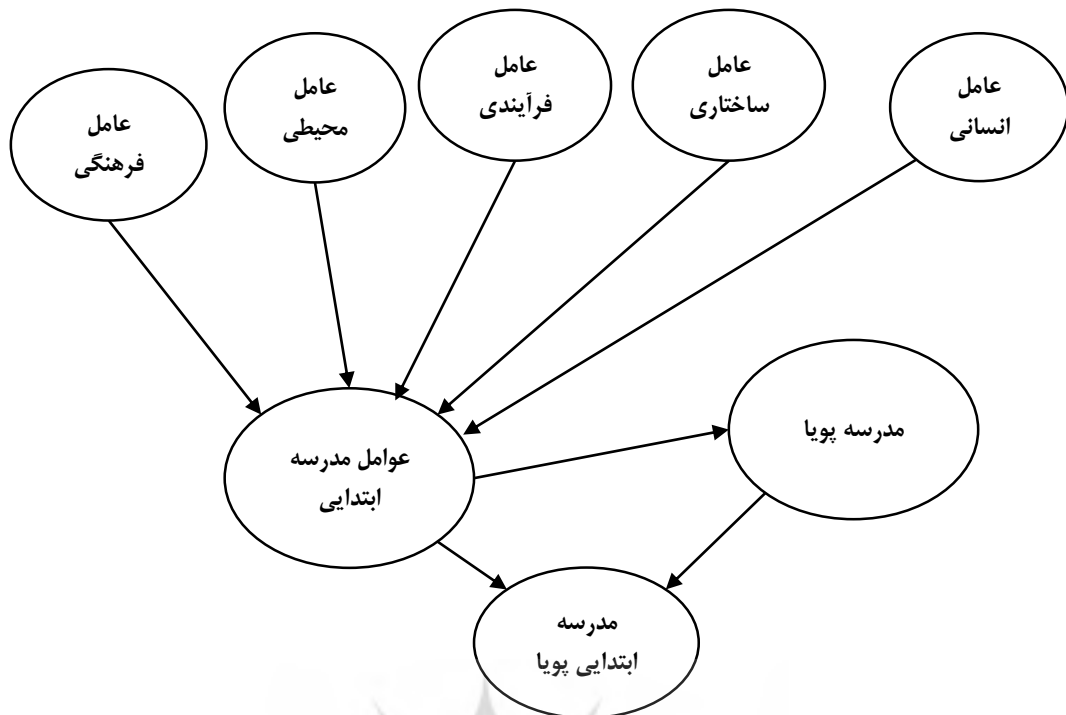 عامل
انسانی
عامل
ساختاری
عامل
فرآیندی
عامل
محیطی
عامل
فرهنگی
مدرسه پویا
عوامل مدرسه
ابتدایی
مدرسه
ابتدایی پویا